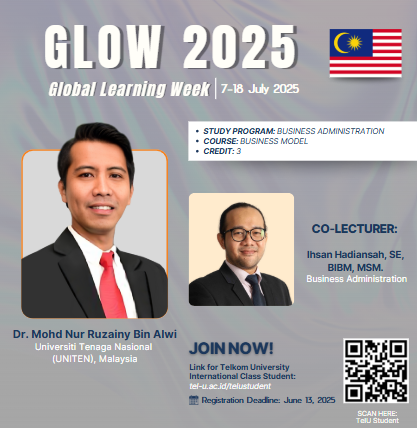 GLOW 2025
Global Learning Week | 7-18 July 2025
• STUDY PROGRAM: BUSINESS ADMINISTRATION
• COURSE: BUSINESS MODEL
• CREDIT: 3
CO-LECTURER:
Ihsan Hadiansah, SE,
BIBM, MSM.
Business Administration
Dr. Mohd Nur Ruzainy Bin Alwi
Universiti Tenaga Nasional
(UNITEN), Malaysia
JOIN NOW!
Link for Telkom University
International Class Student:
tel-u.ac.id/telustudent
Registration Deadline: June 13, 2025
SCAN HERE:
TelU Student